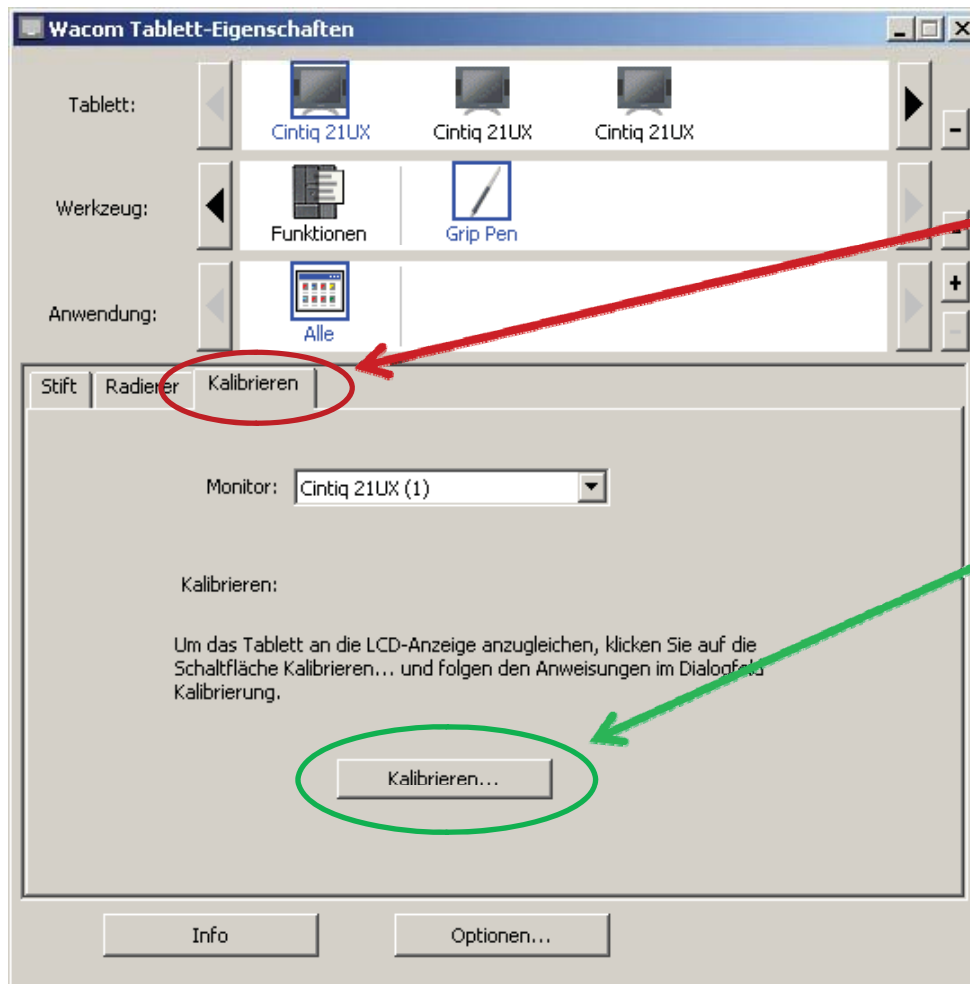 Wacom Tablett-Eigenschaften
Tablett:
Cintiq 21UX Cintiq 21UX Cintiq 21UX
Werkzeug:
Funktionen Grip Pen
Anwendung:
Alle
Stift Radierer Kalibrieren
Monitor: Cintiq 21UX (1)
Kalibrieren:
Um das Tablett an die LCD-Anzeige anzugleichen, klicken Sie auf die
Schaltfläche Kalibrieren... und folgen den Anweisungen im Dialogfeld
Kalibrierung.
Kalibrieren...
Info Optionen...